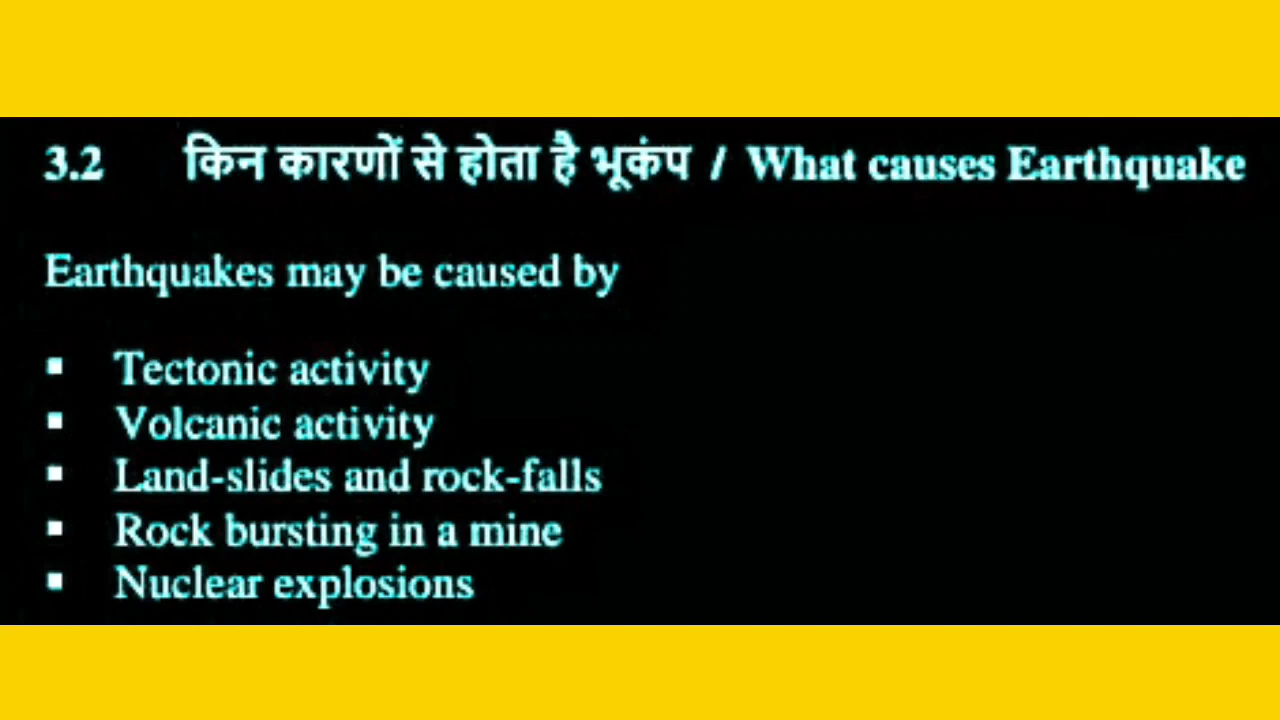 3.2 किन कारणों से होता है भूकंप / What causes Earthquake
Earthquakes may be caused by
▪ Tectonic activity
▪ Volcanic activity
▪ Land-slides and rock-falls
▪ Rock bursting in a mine
▪ Nuclear explosions